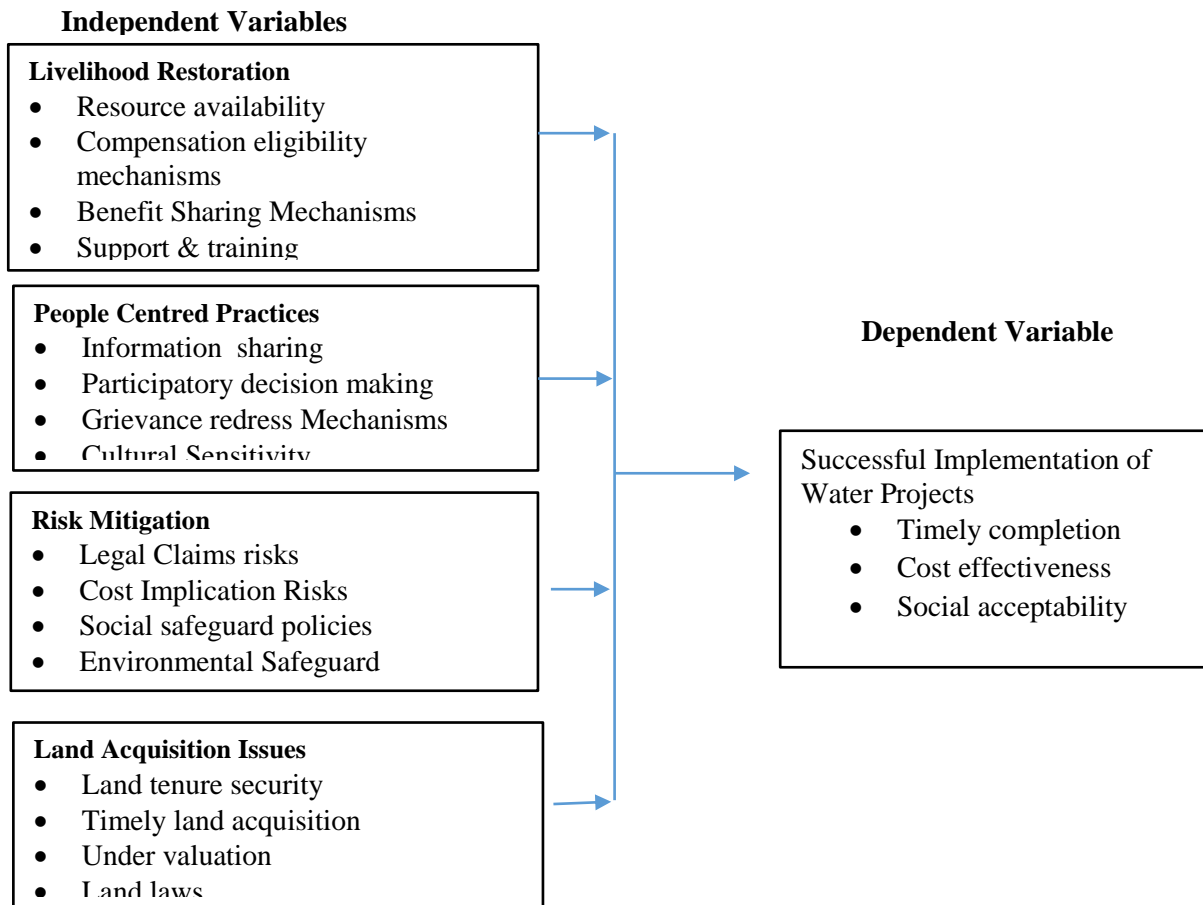 Independent Variables
Livelihood Restoration
• Resource availability
• Compensation eligibility
mechanisms
• Benefit Sharing Mechanisms
• Support & training
People Centred Practices
• Information sharing
• Participatory decision making
• Grievance redress Mechanisms
• Cultural Sensitivity
Risk Mitigation
• Legal Claims risks
• Cost Implication Risks
• Social safeguard policies
• Environmental Safeguard
Land Acquisition Issues
• Land tenure security
• Timely land acquisition
• Under valuation
• Land laws
Dependent Variable
Successful Implementation of
Water Projects
• Timely completion
• Cost effectiveness
• Social acceptability